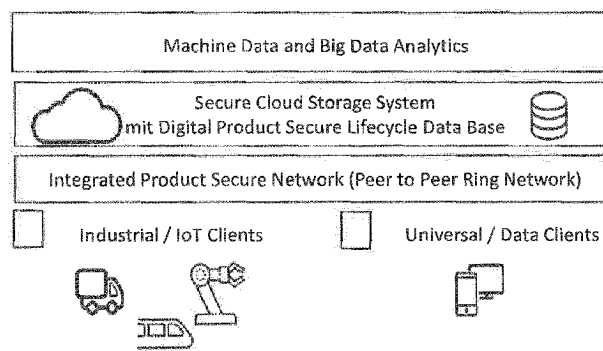 Machine Data and Big Data Analytics
Secure Cloud Storage System
mit Digital Product Secure Lifecycle Data Base
Integrated Product Secure Network (Peer to Peer Ring Network)
Industrial / IoT Clients
Universal / Data Clients